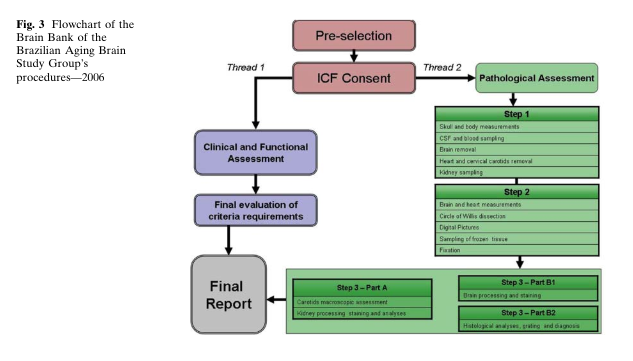 Fig. 3 Flowchart of the
Brain Bank of the
Brazilian Aging Brain
Study Group's
procedures—2006
Pre-selection
Thread 1
ICF Consent
Thread 2
Pathological Assessment
Step 1
Skull and body measurements
CSF and blood sampling
Brain removal
Heart and cervical carotids removal
Kidney sampling
Clinical and Functional
Assessment
Step 2
Brain and heart measurements
Circle of Willis dissection
Digital Pictures
Sampling of frozen tissue
Fixation
Final evaluation of
criteria requirements
Final
Report
Step 3 – Part A
Carotids macroscopic assessment
Kidney processing staining and analyses
Step 3 – Part B1
Brain processing and staining
Step 3 – Part B2
Histological analyses, grating and diagnosis